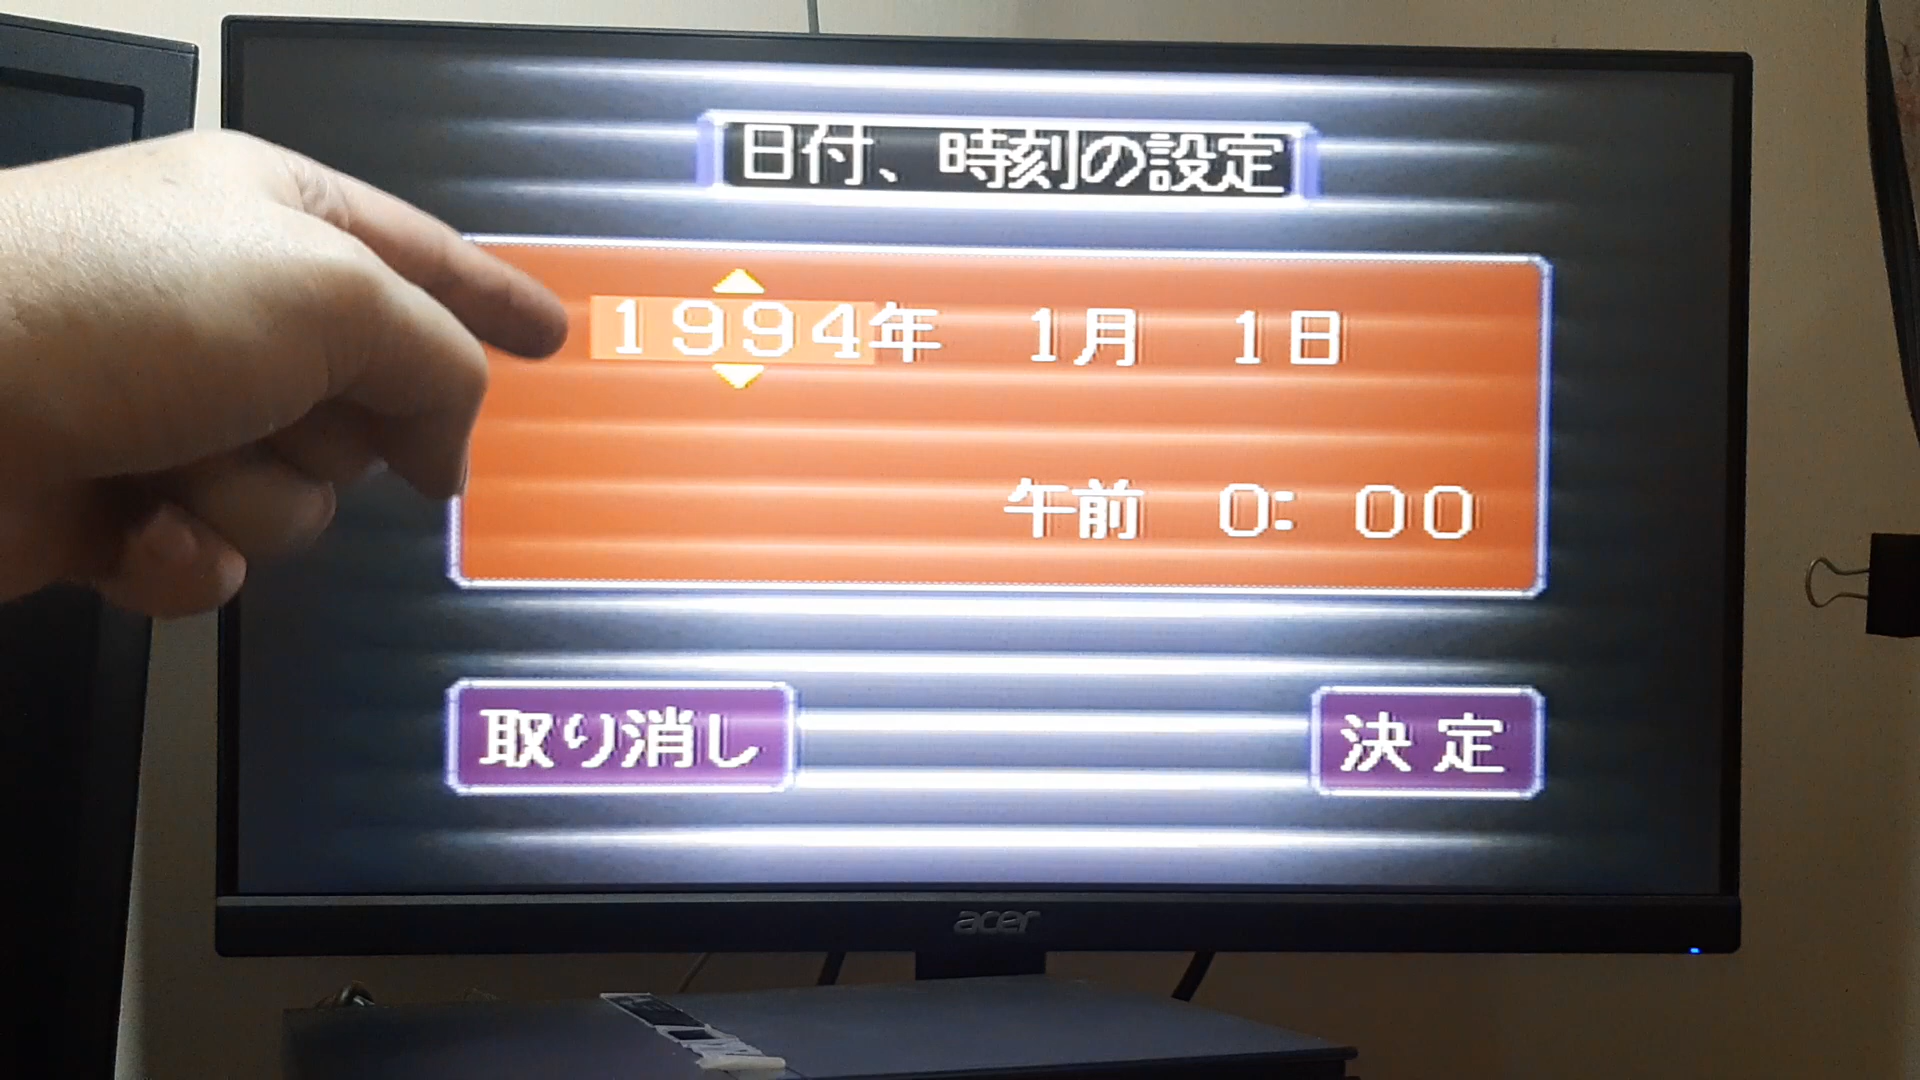 日付、時刻の設定
1994年 1月 1日
午前 0:00
取り消し 決定
acer